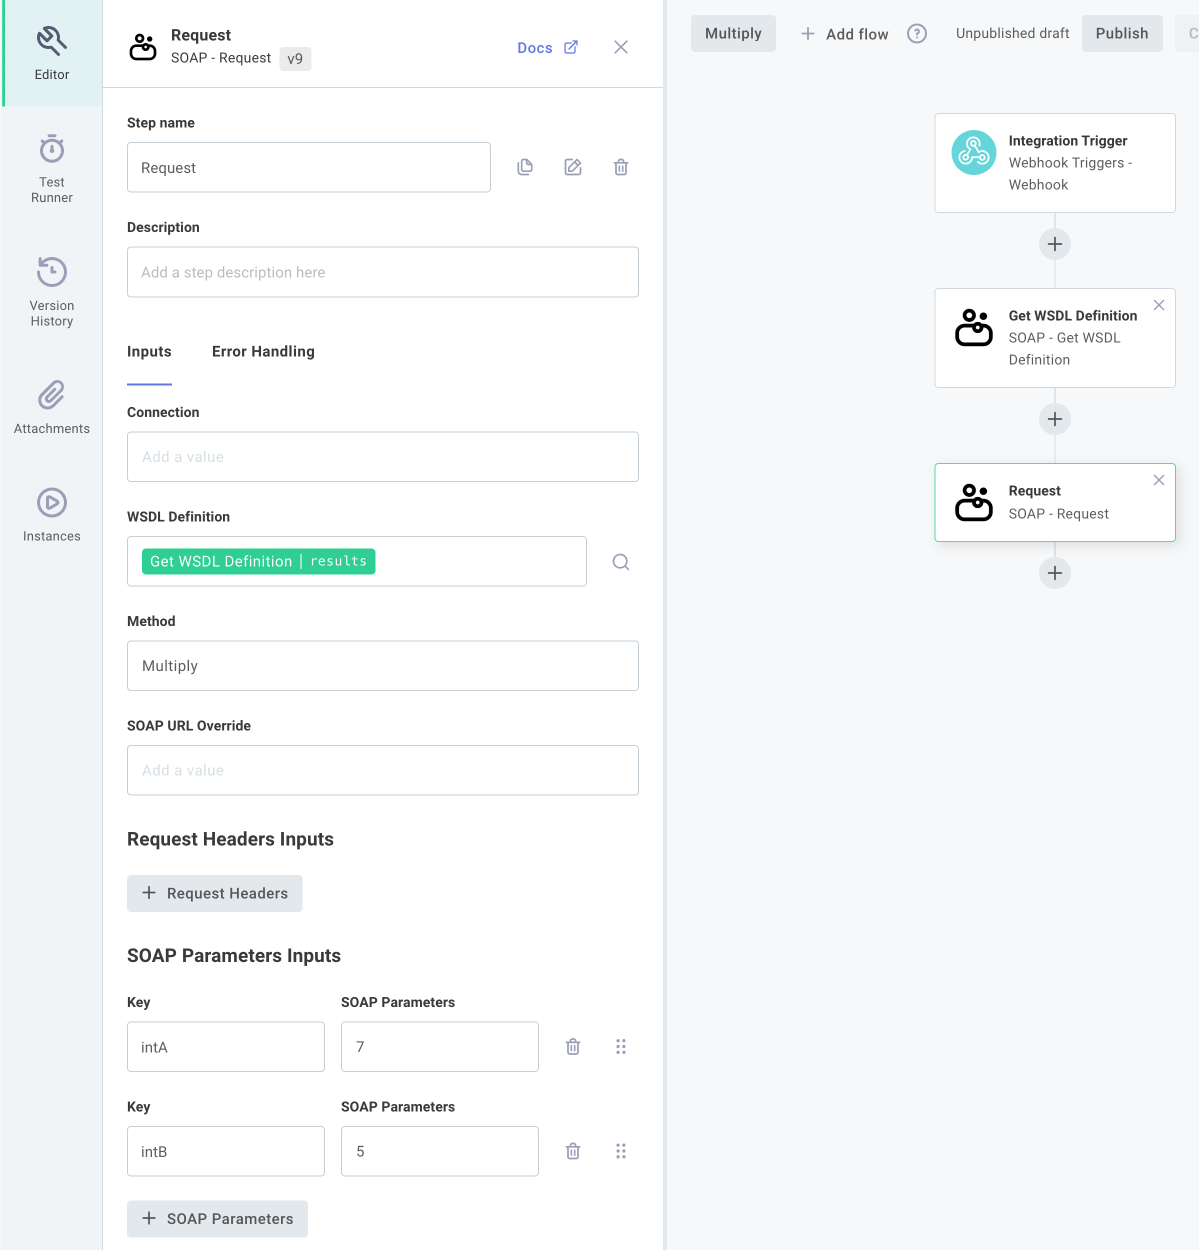 Editor
Test
Runner
Version
History
Attachments
Instances
Request
SOAP - Request v9
Docs
Step name
Request
Description
Add a step description here
Inputs Error Handling
Connection
Add a value
WSDL Definition
Get WSDL Definition | results
Method
Multiply
SOAP URL Override
Add a value
Request Headers Inputs
Request Headers
SOAP Parameters Inputs
Key SOAP Parameters
intA 7
Key SOAP Parameters
intB 5
SOAP Parameters
Multiply Add flow ? Unpublished draft Publish C
Integration Trigger
Webhook Triggers -
Webhook
Get WSDL Definition
SOAP - Get WSDL
Definition
Request
SOAP - Request